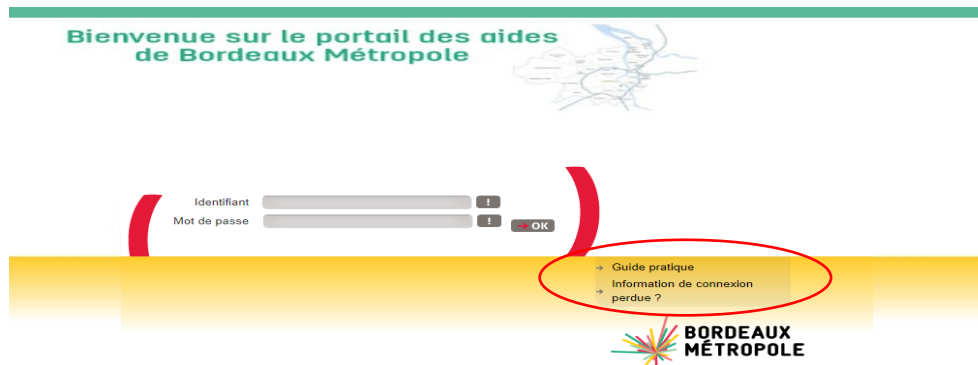 Bienvenue sur le portail des aides
de Bordeaux Métropole
Identifiant
!
Mot de passe
!
OK
Guide pratique
Information de connexion
perdue ?
BORDEAUX
MÉTROPOLE